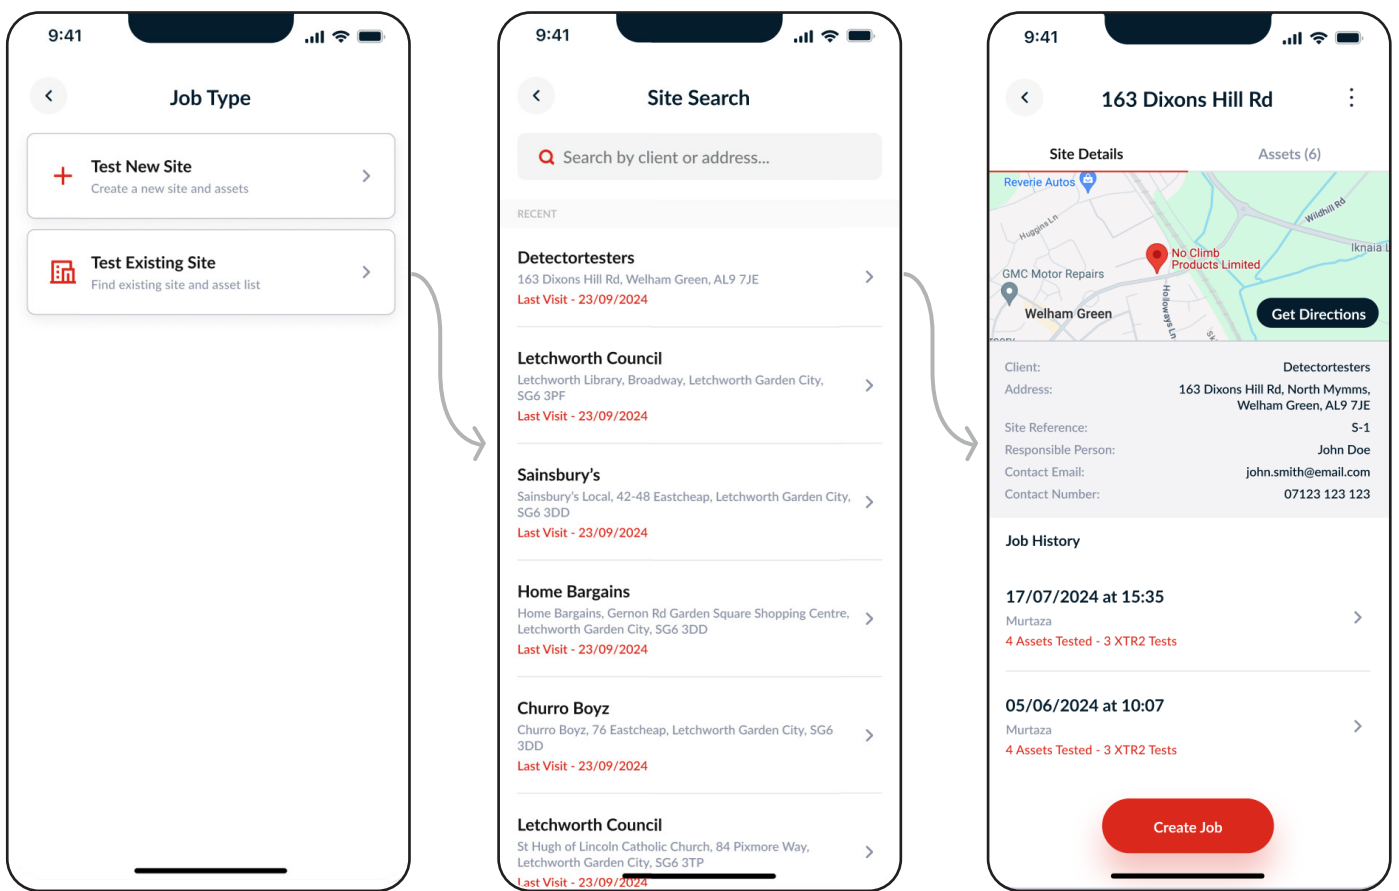 9:41
Job Type
Test New Site
Create a new site and assets
Test Existing Site
Find existing site and asset list
9:41
Site Search
Search by client or address...
RECENT
Detectortesters
163 Dixons Hill Rd, Welham Green, AL9 7JE
Last Visit - 23/09/2024
Letchworth Council
Letchworth Library, Broadway, Letchworth Garden City,
SG6 3PF
Last Visit - 23/09/2024
Sainsbury's
Sainsbury's Local, 42-48 Eastcheap, Letchworth Garden City,
SG6 3DD
Last Visit - 23/09/2024
Home Bargains
Home Bargains, Gernon Rd Garden Square Shopping Centre,
Letchworth Garden City, SG6 3DD
Last Visit - 23/09/2024
Churro Boyz
Churro Boyz, 76 Eastcheap, Letchworth Garden City, SG6
3DD
Last Visit - 23/09/2024
Letchworth Council
St Hugh of Lincoln Catholic Church, 84 Pixmore Way,
Letchworth Garden City, SG6 3TP
Last Visit - 23/09/2024
9:41
163 Dixons Hill Rd
Site Details
Assets (6)
Reverie Autos
Huggins Ln
Wildhill Rd
Iknaia L
No Climb
Products Limited
GMC Motor Repairs
Holloways Ln
Welham Green
Get Directions
Client: Detectortesters
Address: 163 Dixons Hill Rd, North Mymms,
Welham Green, AL9 7JE
Site Reference: S-1
Responsible Person: John Doe
Contact Email: john.smith@email.com
Contact Number: 07123 123 123
Job History
17/07/2024 at 15:35
Murtaza
4 Assets Tested - 3 XTR2 Tests
05/06/2024 at 10:07
Murtaza
4 Assets Tested - 3 XTR2 Tests
Create Job